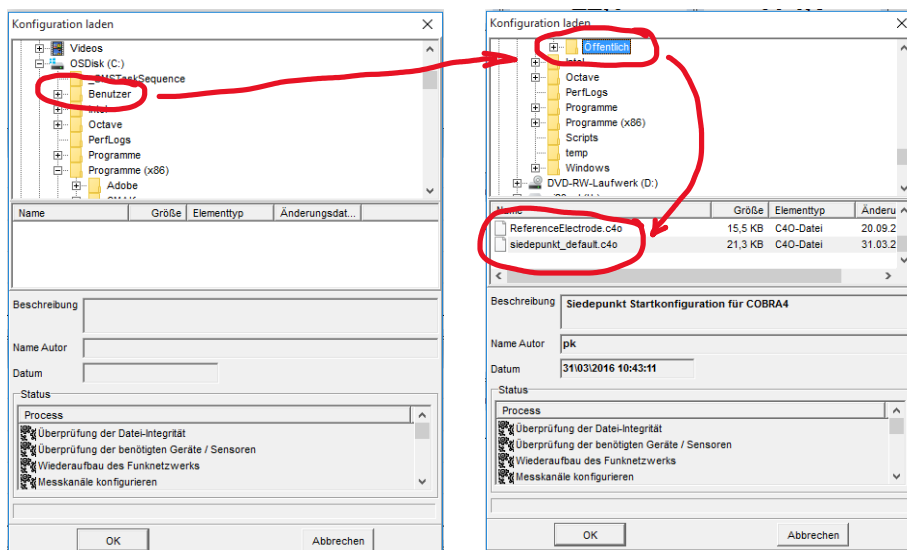 Konfiguration laden
Videos
OSDisk (C:)
_SMSTaskSequence
Benutzer
Intel
Octave
PerfLogs
Programme
Programme (x86)
Adobe
Name Größe Elementtyp Änderungsdat...
Beschreibung
Name Autor
Datum
Status
Process
Überprüfung der Datei-Integrität
Überprüfung der benötigten Geräte / Sensoren
Wiederaufbau des Funknetzwerks
Messkanäle konfigurieren
OK Abbrechen
Konfiguration laden
Öffentlich
Intel
Octave
PerfLogs
Programme
Programme (x86)
Scripts
temp
Windows
DVD-RW-Laufwerk (D:)
Name Größe Elementtyp Änderu
ReferenceElectrode.c4o 15,5 KB C4O-Datei 20.09.2
siedepunkt_default.c4o 21,3 KB C4O-Datei 31.03.2
Beschreibung Siedepunkt Startkonfiguration für COBRA4
Name Autor pk
Datum 31\03\2016 10:43:11
Status
Process
Überprüfung der Datei-Integrität
Überprüfung der benötigten Geräte / Sensoren
Wiederaufbau des Funknetzwerks
Messkanäle konfigurieren
OK Abbrechen